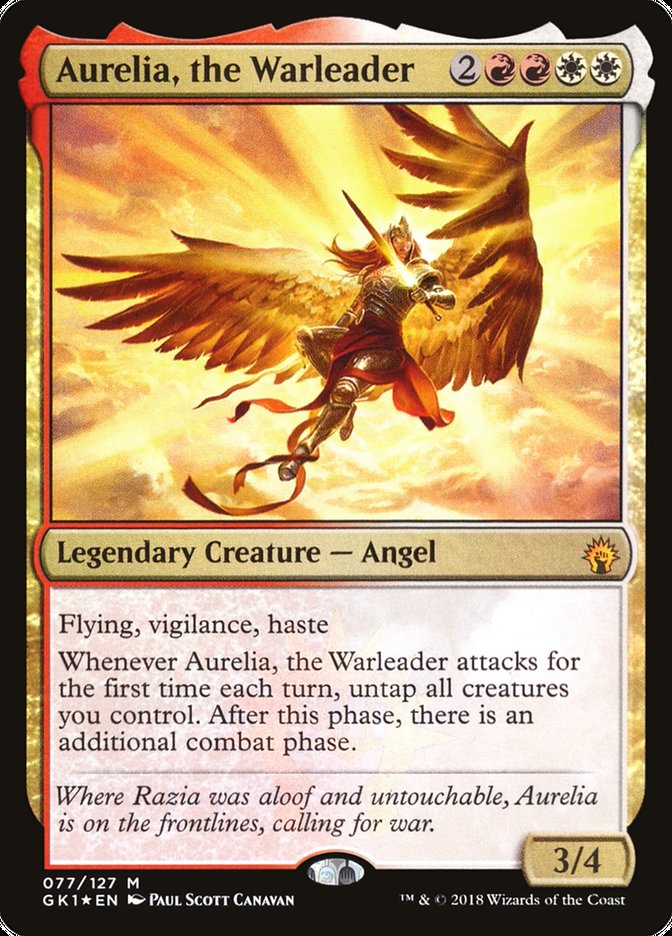 Aurelia, the Warleader 2
Legendary Creature — Angel
Flying, vigilance, haste
Whenever Aurelia, the Warleader attacks for
the first time each turn, untap all creatures
you control. After this phase, there is an
additional combat phase.
Where Razia was aloof and untouchable, Aurelia
is on the frontlines, calling for war.
3/4
077/127 M
GK1★EN Paul Scott Canavan
™ & © 2018 Wizards of the Coast